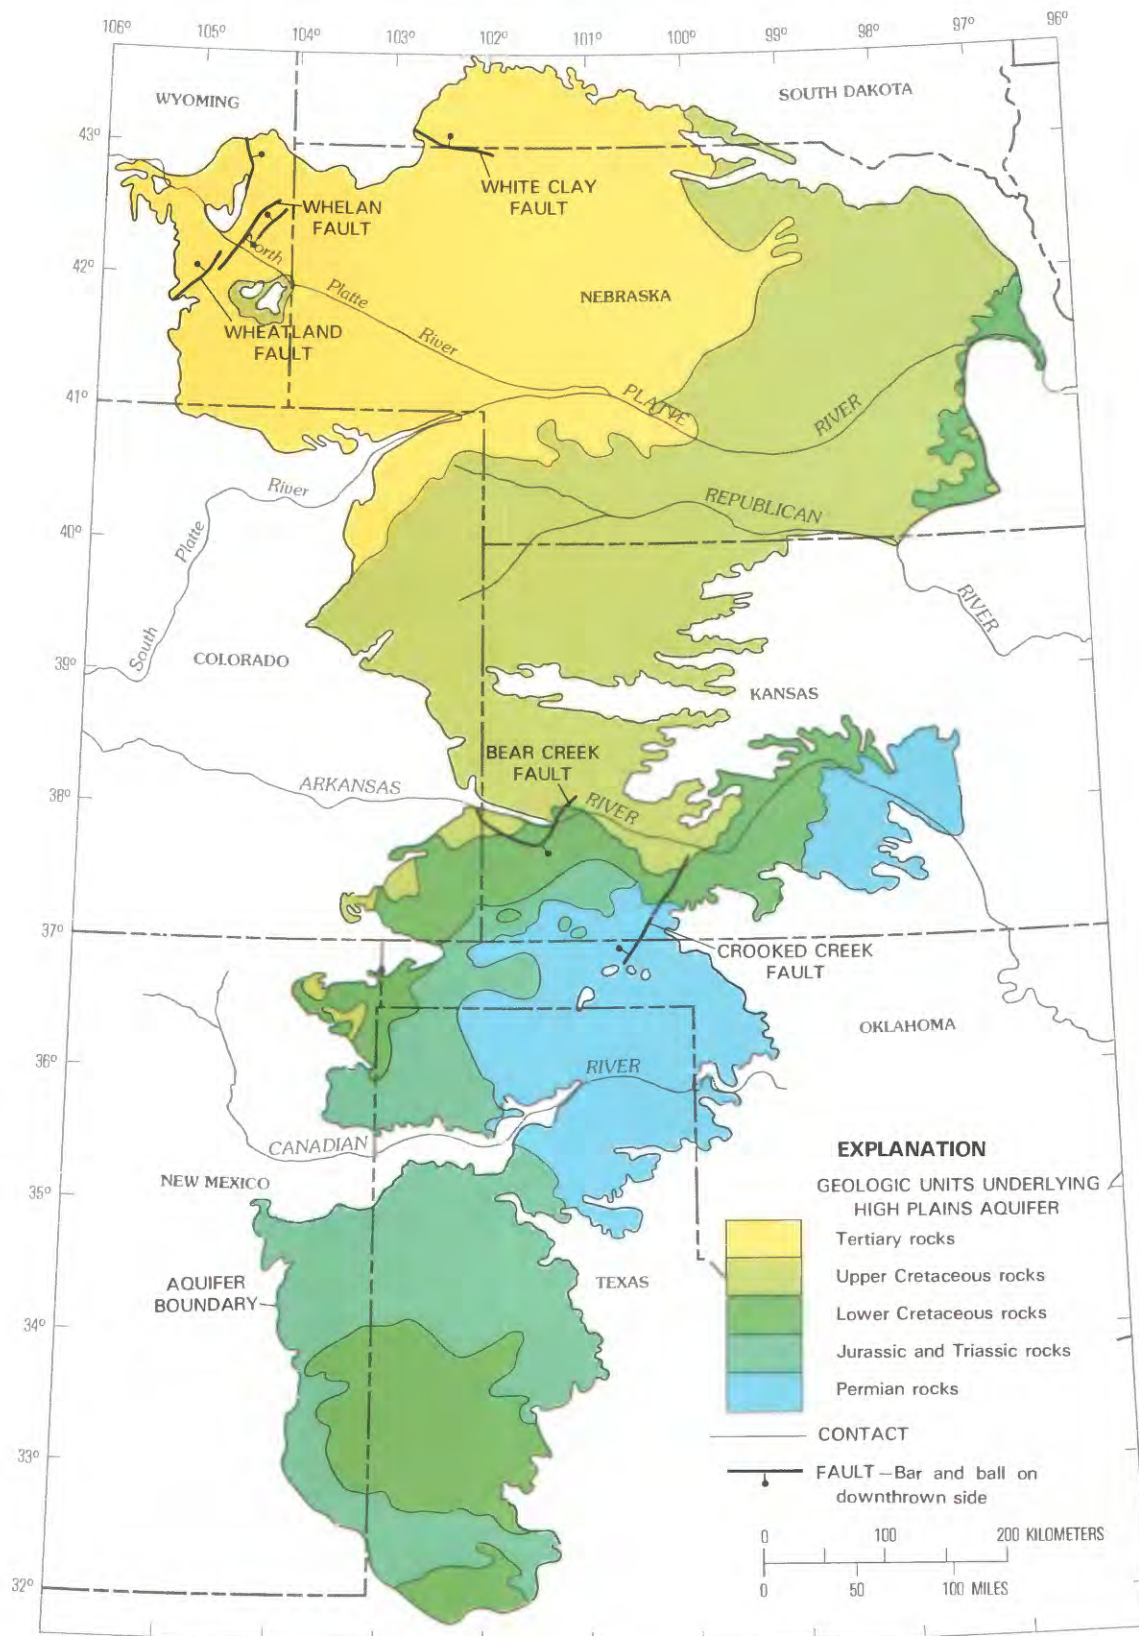 106°
105°
104°
103°
102°
101°
100°
99°
98°
97°
96°
WYOMING
SOUTH DAKOTA
43°
WHITE CLAY
FAULT
WHELAN
FAULT
North
Platte
River
42°
NEBRASKA
WHEATLAND
FAULT
41°
PLATTE
RIVER
River
Platte
South
REPUBLICAN
RIVER
40°
39°
COLORADO
KANSAS
BEAR CREEK
FAULT
ARKANSAS
RIVER
38°
37°
CROOKED CREEK
FAULT
OKLAHOMA
36°
RIVER
CANADIAN
NEW MEXICO
35°
AQUIFER
BOUNDARY
TEXAS
34°
33°
32°
EXPLANATION
GEOLOGIC UNITS UNDERLYING
HIGH PLAINS AQUIFER
Tertiary rocks
Upper Cretaceous rocks
Lower Cretaceous rocks
Jurassic and Triassic rocks
Permian rocks
CONTACT
FAULT—Bar and ball on
downthrown side
0 100 200 KILOMETERS
0 50 100 MILES